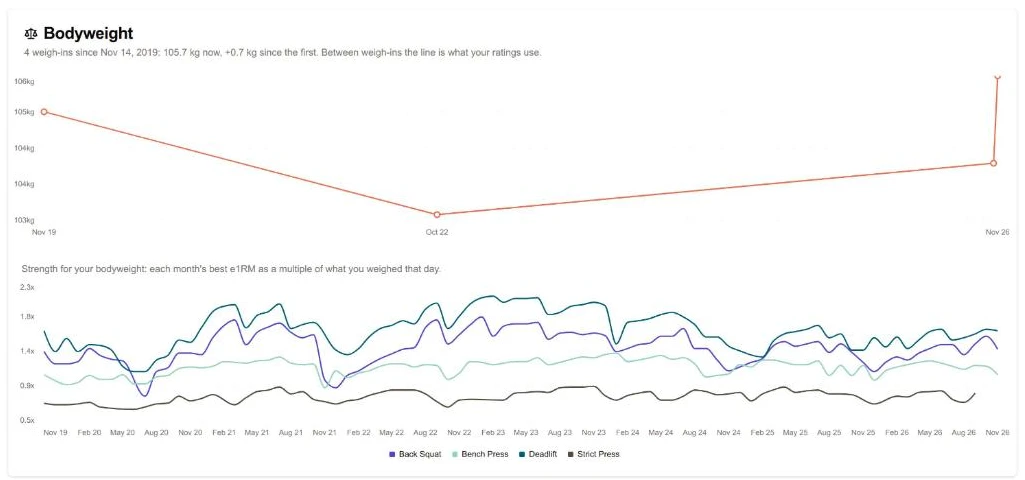 Bodyweight
4 weigh-ins since Nov 14, 2019: 105.7 kg now, +0.7 kg since the first. Between weigh-ins the line is what your ratings use.
106kg
105kg
104kg
104kg
103kg
Nov 19 Oct 22 Nov 26
Strength for your bodyweight: each month's best e1RM as a multiple of what you weighed that day.
2.3x
1.8x
1.4x
0.9x
0.5x
Nov 19 Feb 20 May 20 Aug 20 Nov 20 Feb 21 May 21 Aug 21 Nov 21 Feb 22 May 22 Aug 22 Nov 22 Feb 23 May 23 Aug 23 Nov 23 Feb 24 May 24 Aug 24 Nov 24 Feb 25 May 25 Aug 25 Nov 25 Feb 26 May 26 Aug 26 Nov 26
Back Squat Bench Press Deadlift Strict Press